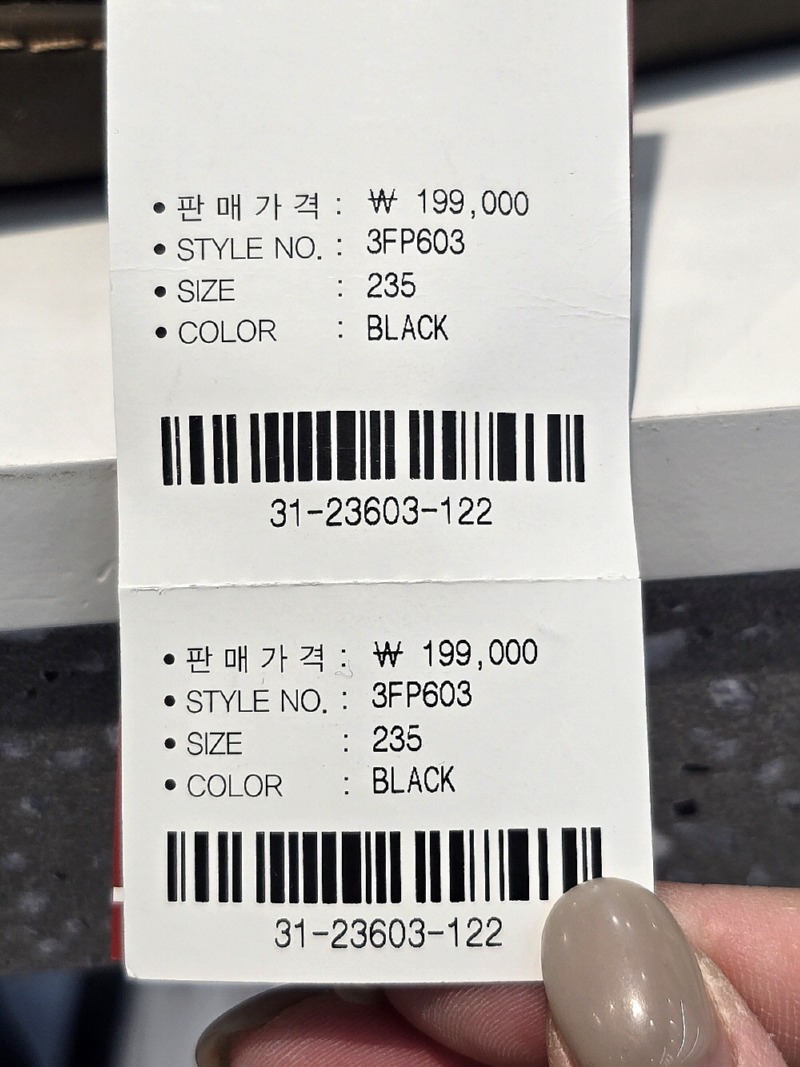 • 판 매 가 격 : ₩ 199,000
• STYLE NO. : 3FP603
• SIZE : 235
• COLOR : BLACK
31-23603-122
• 판 매 가 격 : ₩ 199,000
• STYLE NO. : 3FP603
• SIZE : 235
• COLOR : BLACK
31-23603-122